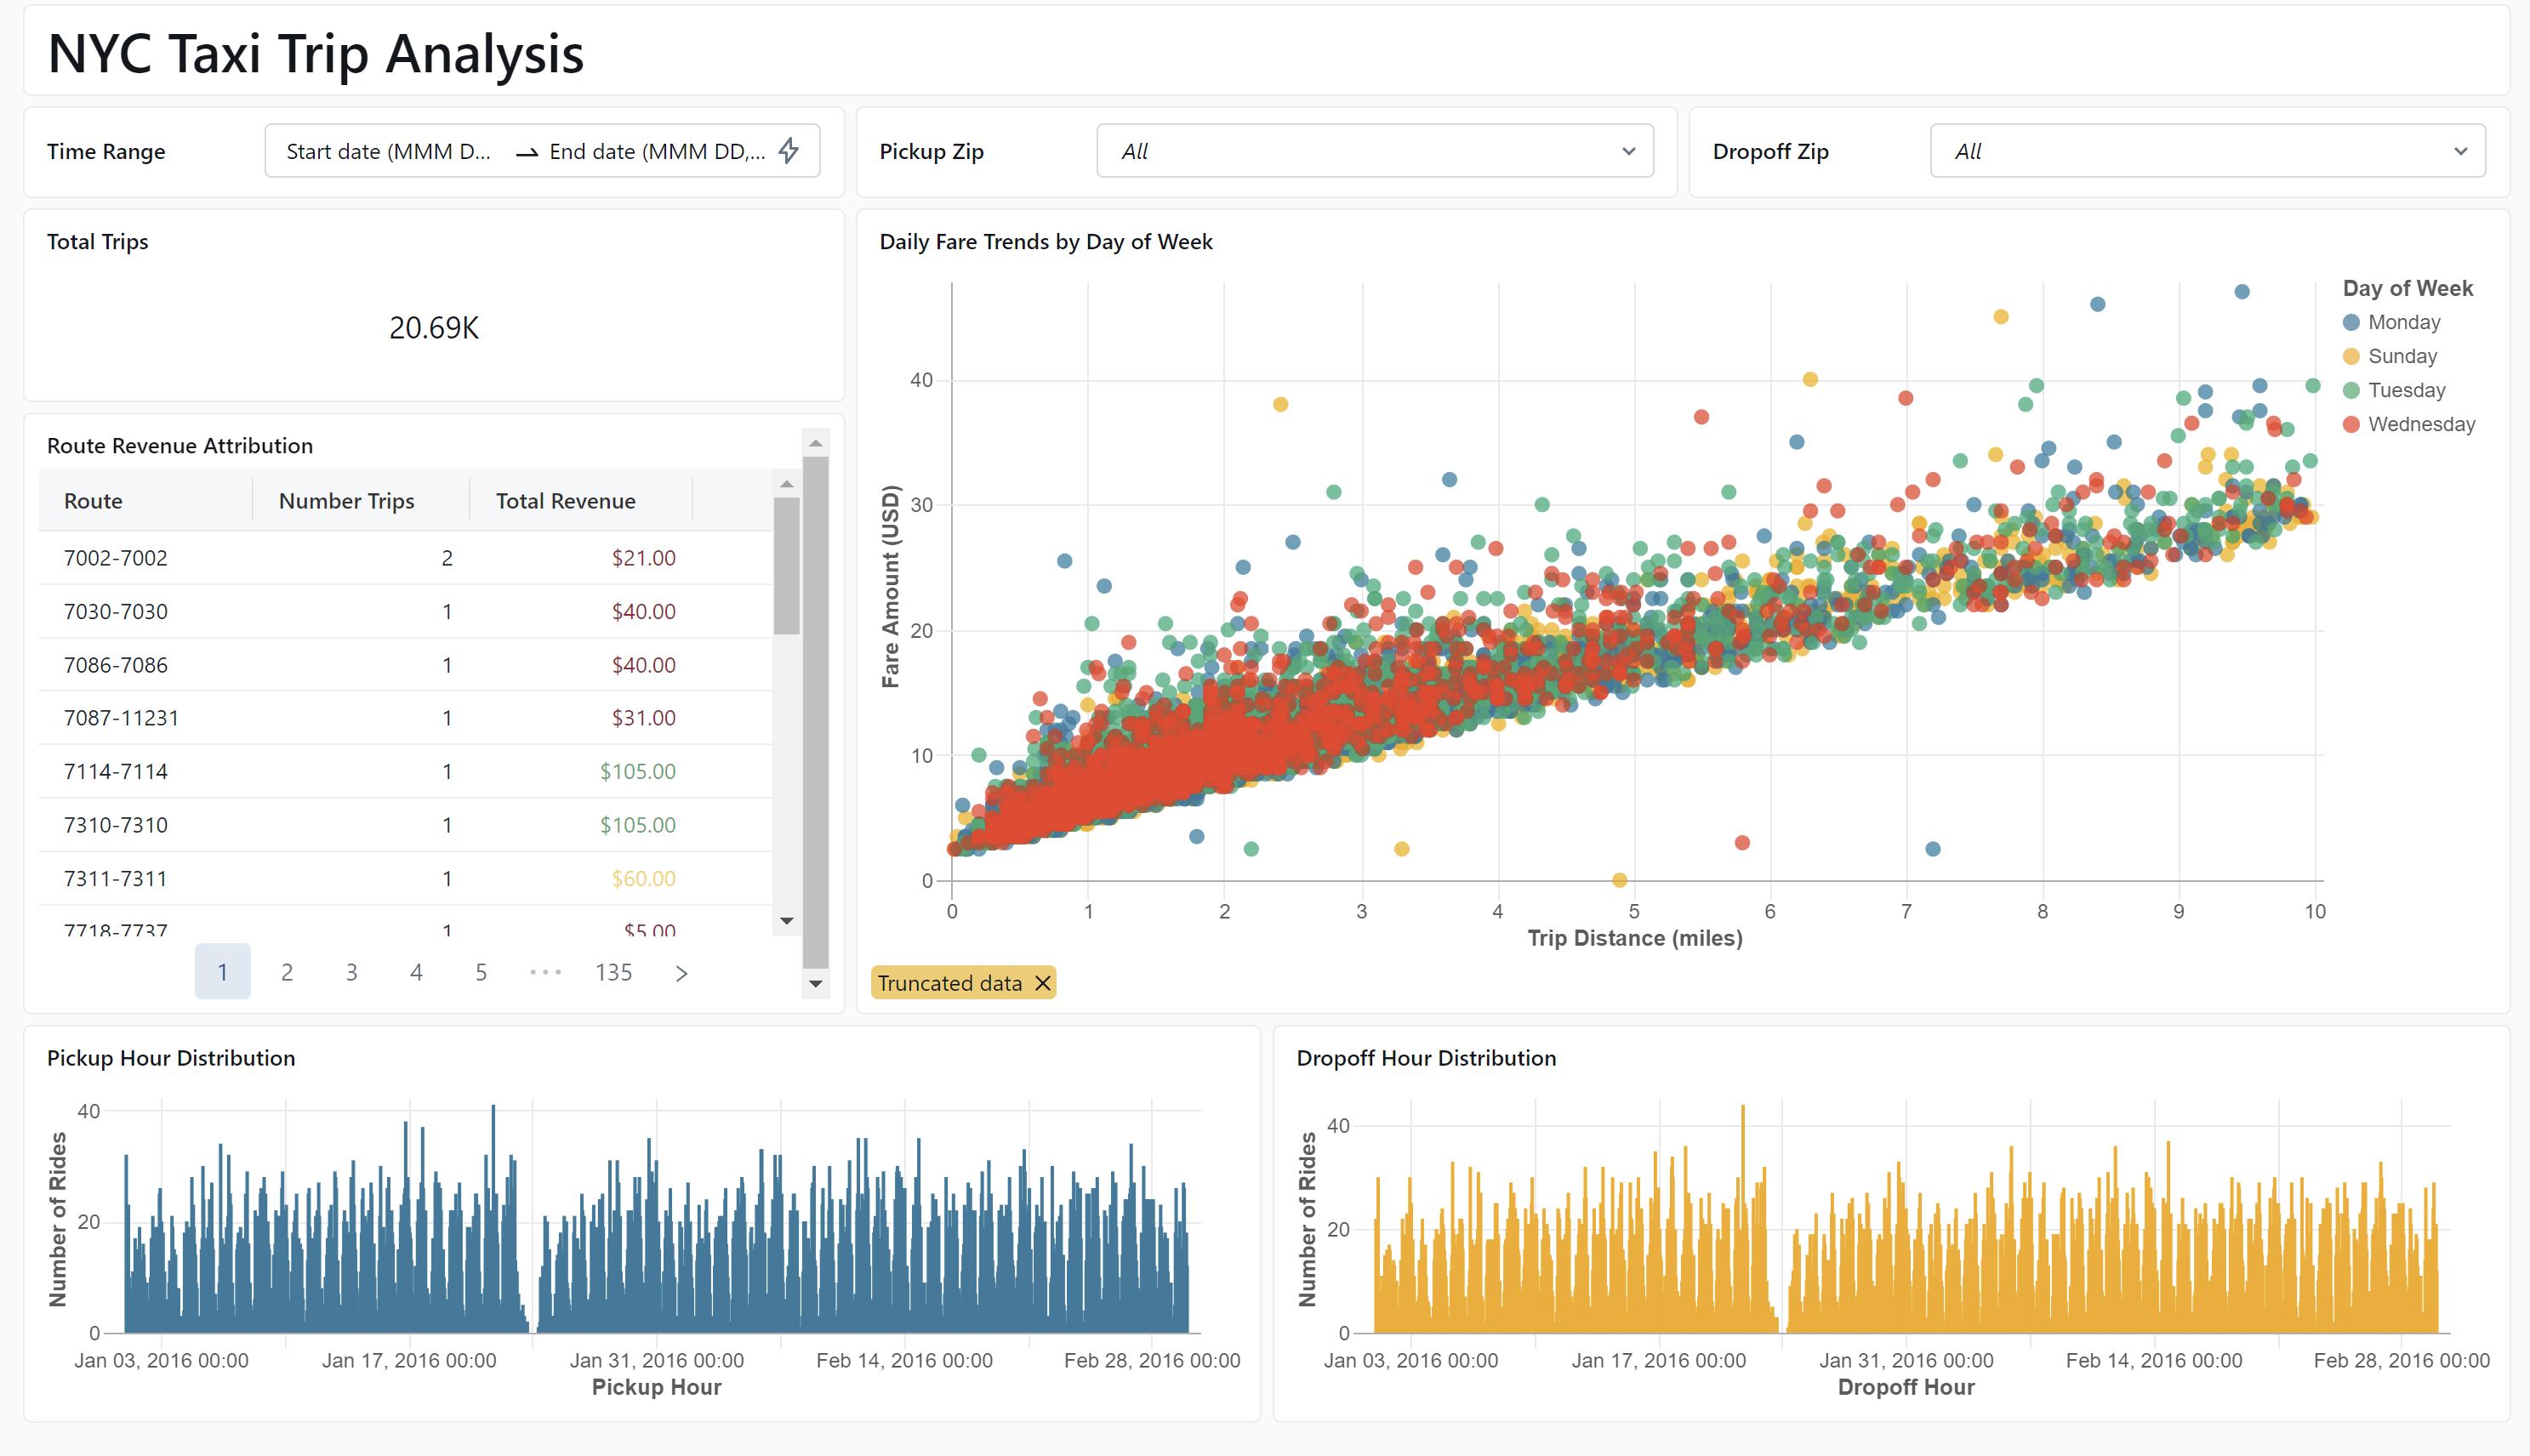 NYC Taxi Trip Analysis
Time Range
Start date (MMM D... → End date (MMM DD,...
Pickup Zip
All
Dropoff Zip
All
Total Trips
20.69K
Route Revenue Attribution
Route Number Trips Total Revenue
7002-7002 2 $21.00
7030-7030 1 $40.00
7086-7086 1 $40.00
7087-11231 1 $31.00
7114-7114 1 $105.00
7310-7310 1 $105.00
7311-7311 1 $60.00
7718-7737 1 $5.00
1 2 3 4 5 ••• 135 >
Daily Fare Trends by Day of Week
Fare Amount (USD)
40
30
20
10
0
0 1 2 3 4 5 6 7 8 9 10
Trip Distance (miles)
Day of Week
Monday
Sunday
Tuesday
Wednesday
Truncated data
Pickup Hour Distribution
Number of Rides
40
20
0
Jan 03, 2016 00:00 Jan 17, 2016 00:00 Jan 31, 2016 00:00 Feb 14, 2016 00:00 Feb 28, 2016 00:00
Pickup Hour
Dropoff Hour Distribution
Number of Rides
40
20
0
Jan 03, 2016 00:00 Jan 17, 2016 00:00 Jan 31, 2016 00:00 Feb 14, 2016 00:00 Feb 28, 2016 00:00
Dropoff Hour